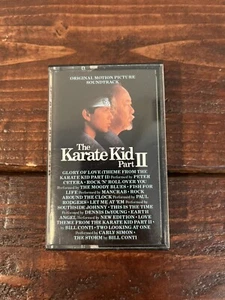 ORIGINAL MOTION PICTURE
SOUNDTRACK
The
Karate Kid
Part II
GLORY OF LOVE (THEME FROM THE
KARATE KID PART II) Performed by PETER
CETERA • ROCK 'N' ROLL OVER YOU
Performed by THE MOODY BLUES • FISH FOR
LIFE Performed by MANCRAB • ROCK
AROUND THE CLOCK Performed by PAUL
RODGERS • LET ME AT 'EM Performed by
SOUTHSIDE JOHNNY • THIS IS THE TIME
Performed by DENNIS DeYOUNG • EARTH
ANGEL Performed by NEW EDITION • LOVE
THEME FROM THE KARATE KID PART II •
by BILL CONTI • TWO LOOKING AT ONE
Performed by CARLY SIMON •
THE STORM by BILL CONTI